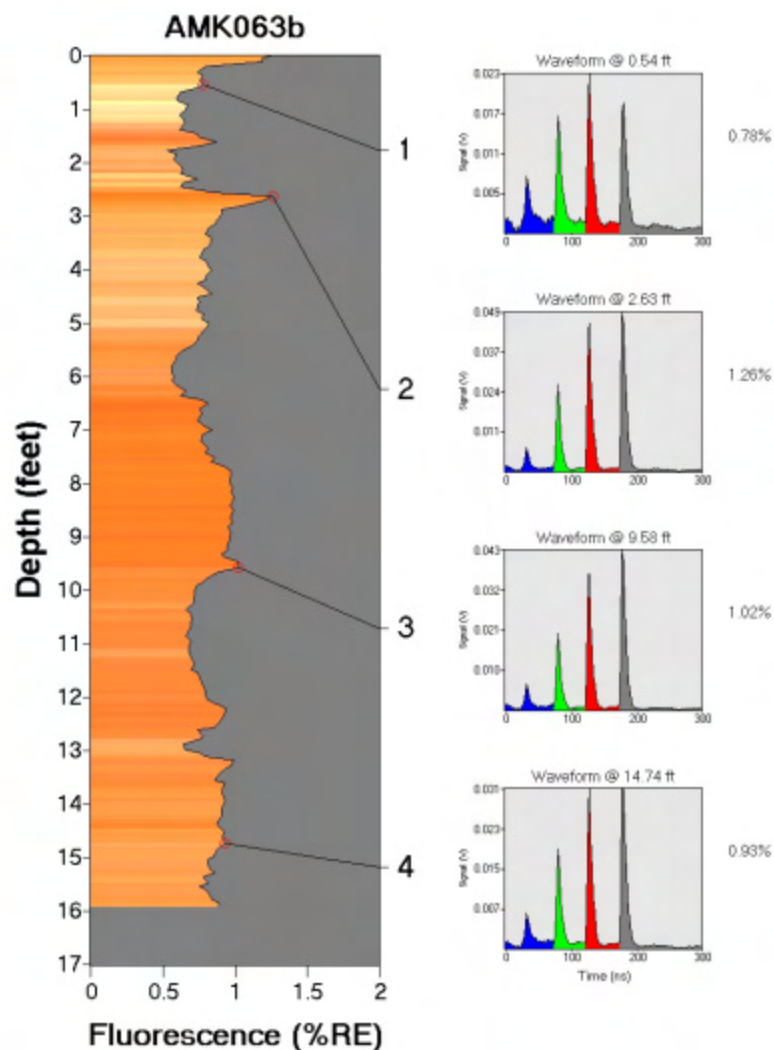 AMK063b
0
1
2
3
4
5
6
7
8
9
10
11
12
13
14
15
16
17
Depth (feet)
0 0.5 1 1.5 2
Fluorescence (%RE)
1
2
3
4
Waveform @ 0.54 ft
0.023
0.017
0.011
0.005
Signal (V)
0 100 200 300
0.78%
Waveform @ 2.63 ft
0.049
0.037
0.024
0.011
Signal (V)
0 100 200 300
1.26%
Waveform @ 9.58 ft
0.043
0.032
0.021
0.010
Signal (V)
0 100 200 300
1.02%
Waveform @ 14.74 ft
0.031
0.023
0.015
0.007
Signal (V)
0 100 200 300
Time (ns)
0.93%